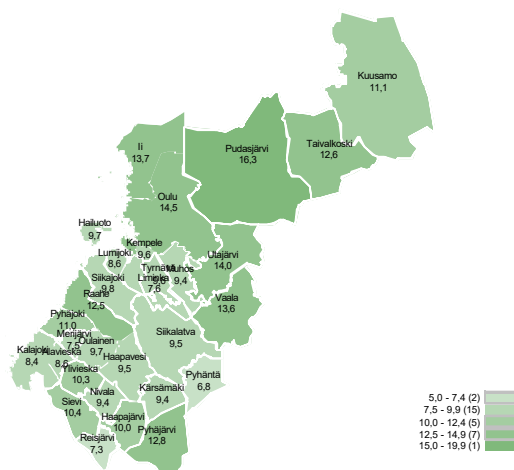 Kuusamo
11,1
Ii
13,7
Pudasjärvi
16,3
Taivalkoski
12,6
Oulu
14,5
Hailuoto
9,7
Kempele
9,6
Lumijoki
8,6
Utajärvi
14,0
Tyrnävä
Muhos
9,4
Liminka
7,6
Siikajoki
9,8
Raahe
12,5
Vaala
13,6
Pyhäjoki
11,0
Merijärvi
7,5
Oulainen
9,7
Siikalatva
9,5
Kalajoki
8,4
Alavieska
8,6
Haapavesi
9,5
Ylivieska
10,3
Pyhäntä
6,8
Nivala
9,4
Kärsämäki
9,4
Sievi
10,4
Haapajärvi
10,0
Pyhäjärvi
12,8
Reisjärvi
7,3
5,0 - 7,4 (2)
7,5 - 9,9 (15)
10,0 - 12,4 (5)
12,5 - 14,9 (7)
15,0 - 19,9 (1)